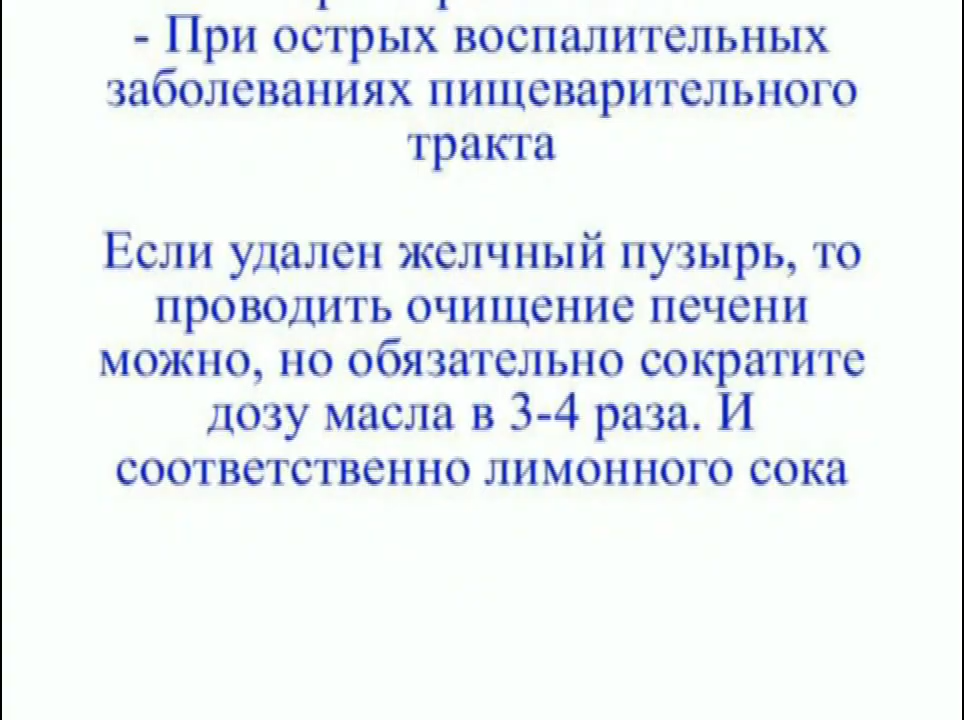 - При острых воспалительных
заболеваниях пищеварительного
тракта
Если удален желчный пузырь, то
проводить очищение печени
можно, но обязательно сократите
дозу масла в 3-4 раза. И
соответственно лимонного сока